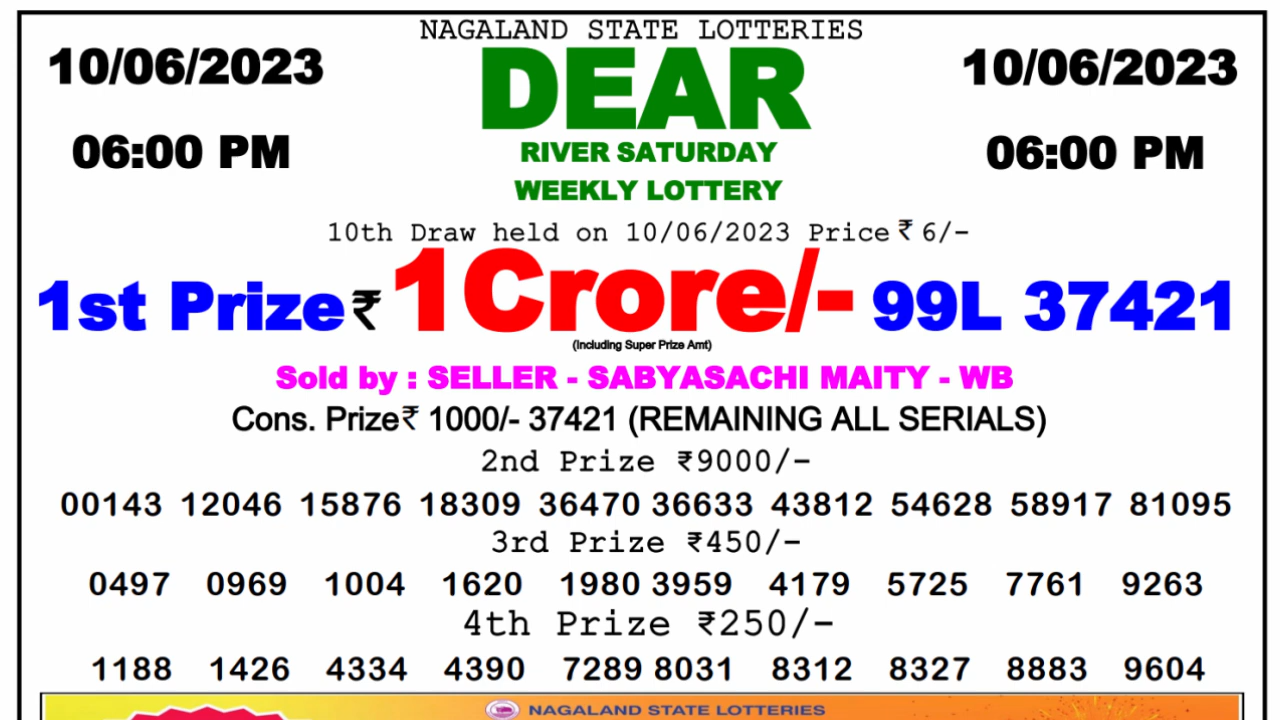 NAGALAND STATE LOTTERIES
10/06/2023 DEAR 10/06/2023
06:00 PM RIVER SATURDAY 06:00 PM
WEEKLY LOTTERY
10th Draw held on 10/06/2023 Price ₹ 6/-
1st Prize ₹ 1Crore/- 99L 37421
(Including Super Prize Amt)
Sold by : SELLER - SABYASACHI MAITY - WB
Cons. Prize₹ 1000/- 37421 (REMAINING ALL SERIALS)
2nd Prize ₹9000/-
00143 12046 15876 18309 36470 36633 43812 54628 58917 81095
3rd Prize ₹450/-
0497 0969 1004 1620 1980 3959 4179 5725 7761 9263
4th Prize ₹250/-
1188 1426 4334 4390 7289 8031 8312 8327 8883 9604
NAGALAND STATE LOTTERIES